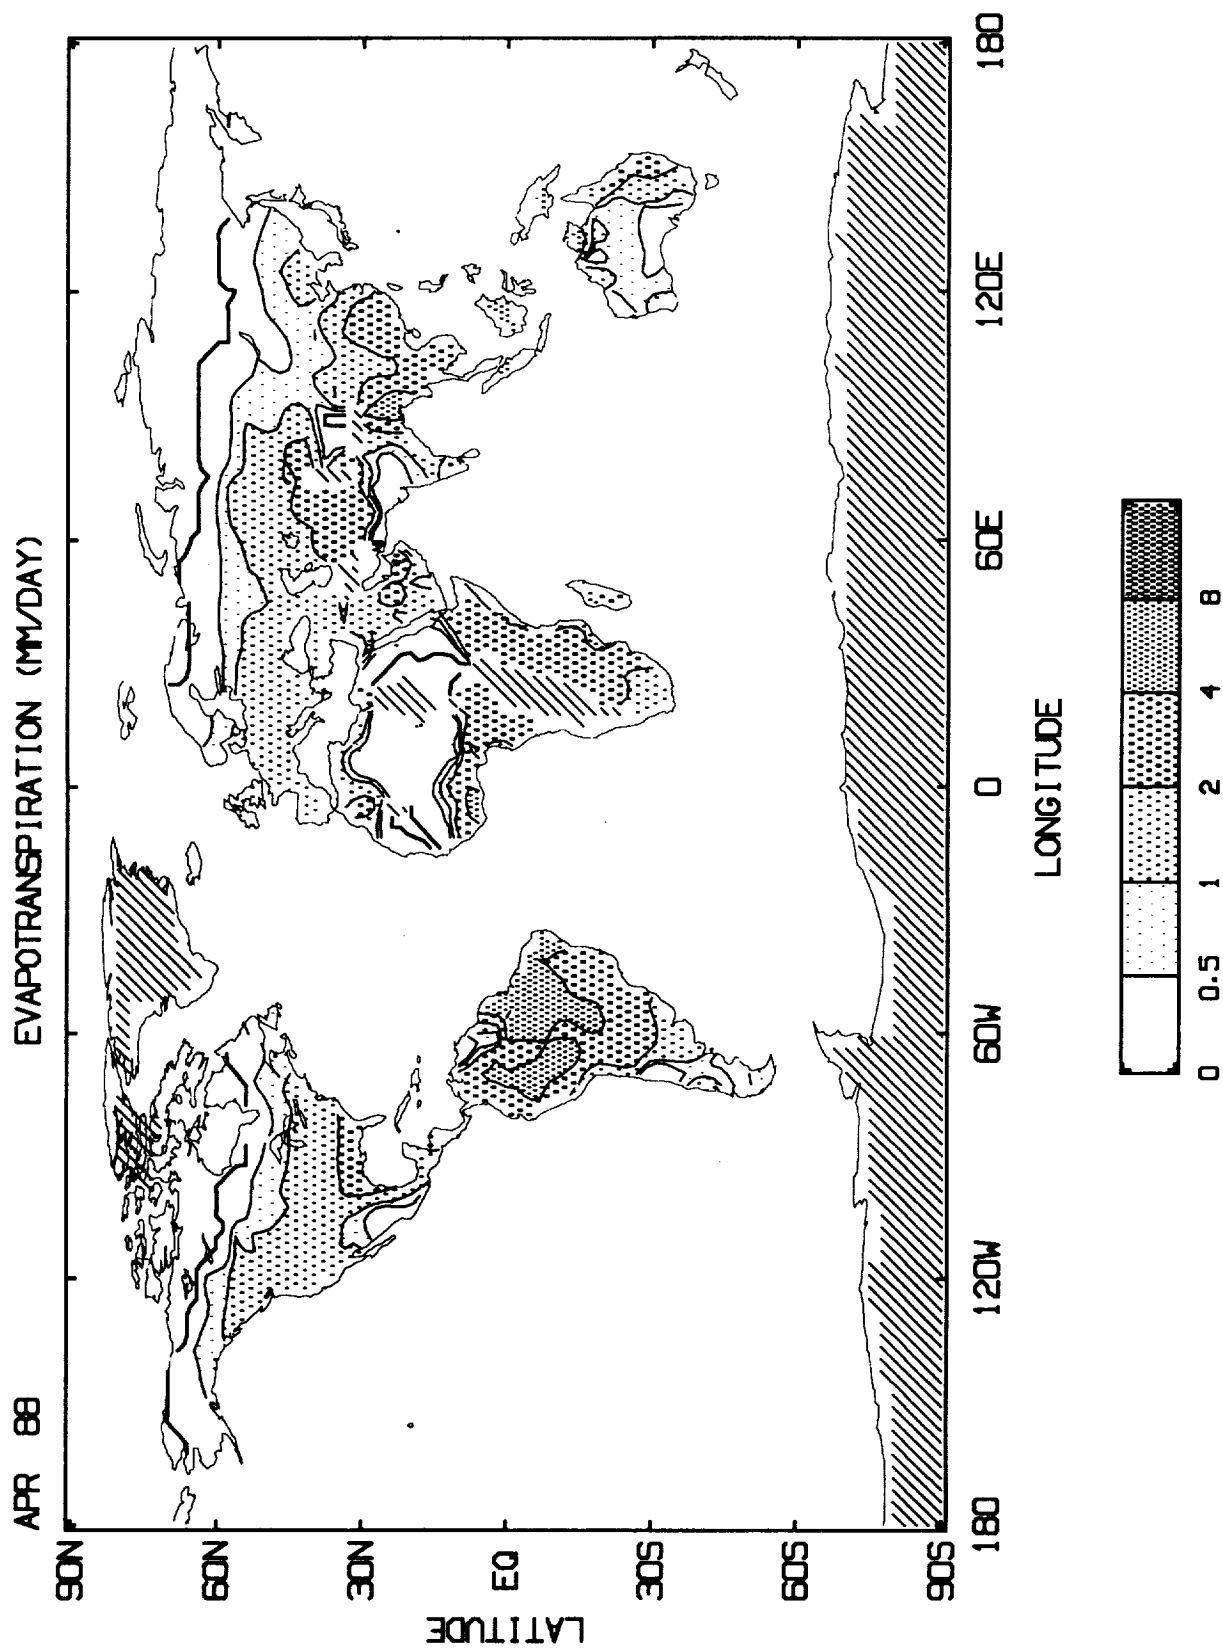 APR 88
EVAPOTRANSPIRATION (MM/DAY)
90N
60N
30N
EQ
30S
60S
90S
LATITUDE
180
120W
60W
0
60E
120E
180
LONGITUDE
0
0.5
1
2
4
8